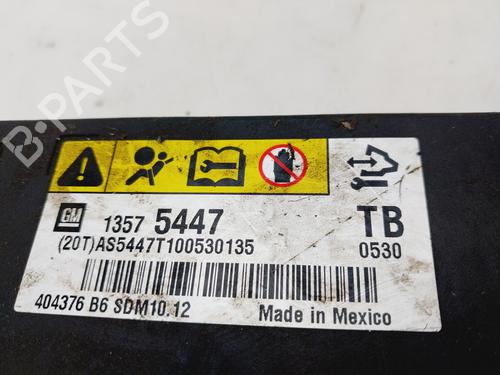 B-PARTS
GM 1357 5447 TB
(20T)AS5447T100530135 0530
404376 B6 SDM10.12 Made in Mexico